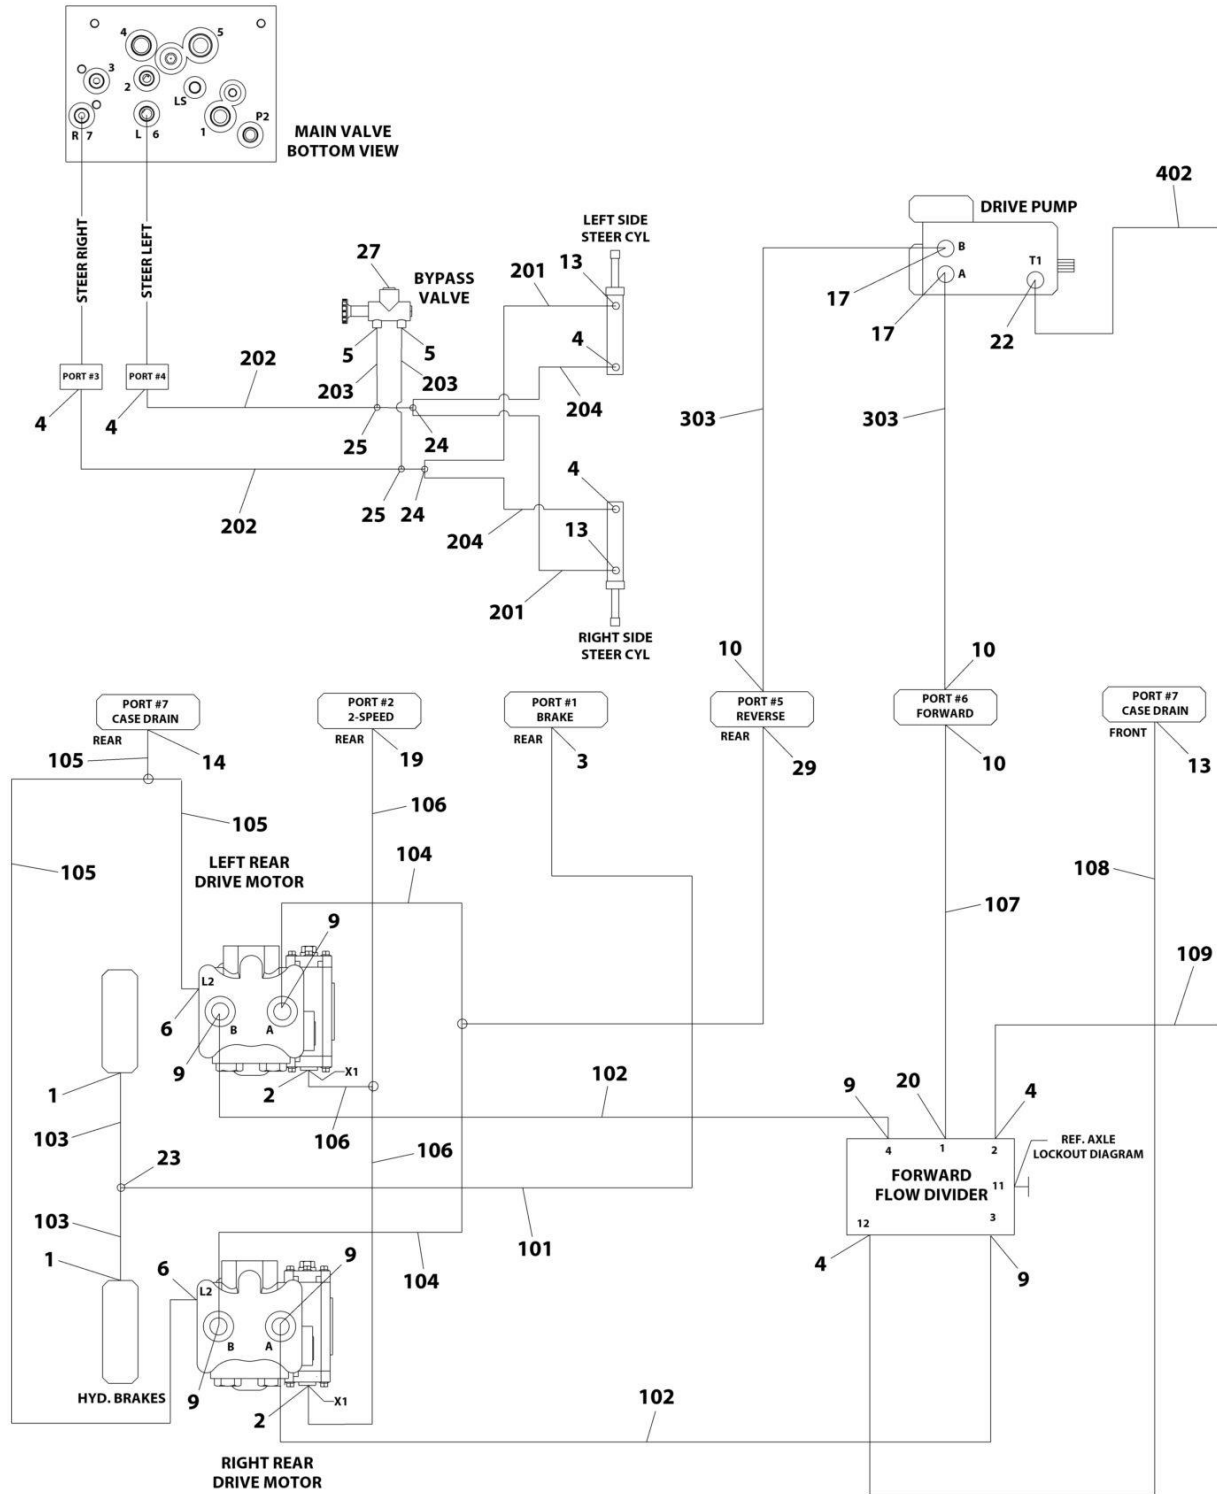 4
5
3
2
LS
R 7
L 6
1
P2
MAIN VALVE
BOTTOM VIEW
STEER RIGHT
STEER LEFT
PORT #3
PORT #4
4
4
202
202
27
BYPASS
VALVE
5
5
203
203
25
24
25
24
LEFT SIDE
STEER CYL
201
13
4
204
4
204
13
201
RIGHT SIDE
STEER CYL
402
DRIVE PUMP
B
A
T1
17
17
22
303
303
10
10
PORT #7
CASE DRAIN
REAR
105
14
PORT #2
2-SPEED
REAR
19
PORT #1
BRAKE
REAR
3
PORT #5
REVERSE
REAR
29
PORT #6
FORWARD
10
PORT #7
CASE DRAIN
FRONT
13
106
105
105
LEFT REAR
DRIVE MOTOR
104
9
108
107
109
L2
B
A
6
9
2
X1
1
103
106
102
9
20
4
23
106
4
1
2
REF. AXLE
LOCKOUT DIAGRAM
FORWARD
FLOW DIVIDER
11
12
3
103
101
1
6
9
104
4
9
L2
B
A
HYD. BRAKES
9
2
X1
102
RIGHT REAR
DRIVE MOTOR